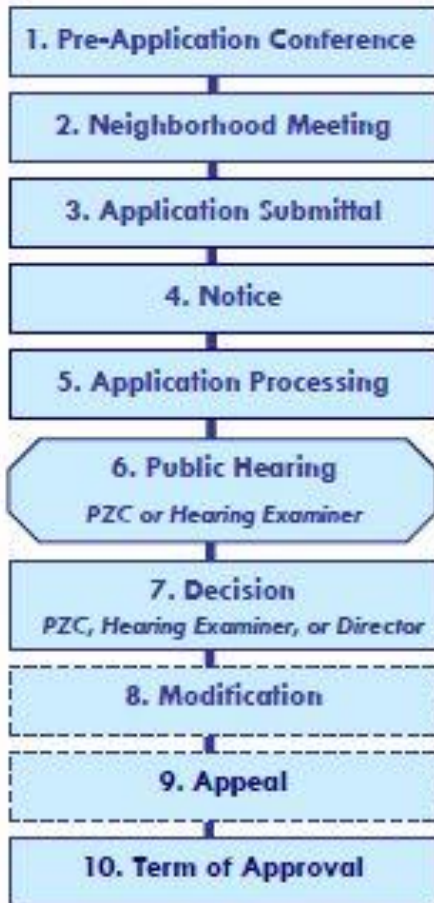 1. Pre-Application Conference
2. Neighborhood Meeting
3. Application Submittal
4. Notice
5. Application Processing
6. Public Hearing
PZC or Hearing Examiner
7. Decision
PZC, Hearing Examiner, or Director
8. Modification
9. Appeal
10. Term of Approval